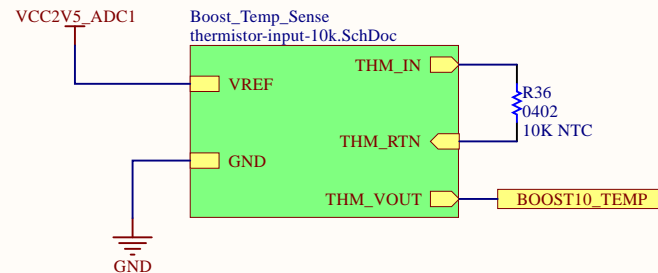 VCC2V5_ADC1
Boost_Temp_Sense
thermistor-input-10k.SchDoc
VREF
THM_IN
R36
0402
10K NTC
GND
THM_RTN
THM_VOUT
BOOST10_TEMP
GND